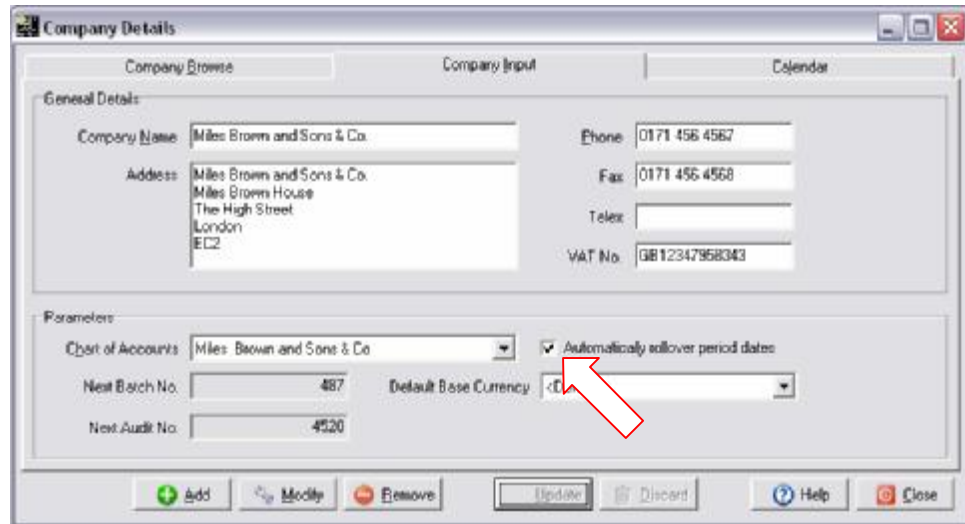 Company Details
Company Browse
Company Input
Calendar
General Details
Company Name
Miles Brown and Sons & Co.
Phone
0171 456 4567
Address
Miles Brown and Sons & Co.
Miles Brown House
The High Street
London
EC2
Fax
0171 456 4568
Telex
VAT No
GB12347958343
Parameters
Chart of Accounts
Miles Brown and Sons & Co
Automaticaly rollover period dates
Next Batch No.
487
Default Base Currency
Next Audit No.
4520
Add
Modify
Remove
Update
Discard
Help
Close